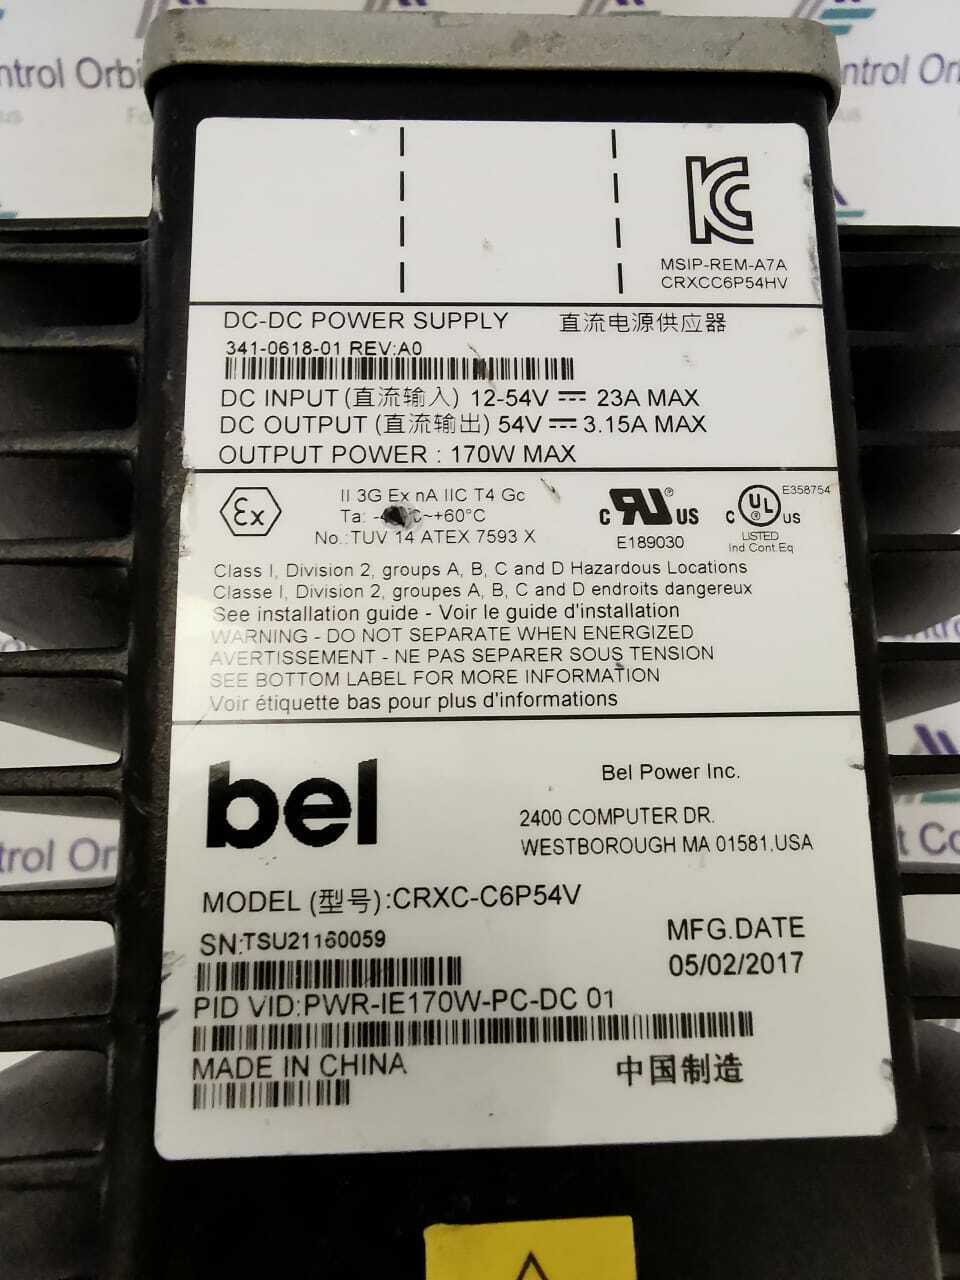 MSIP-REM-A7A
CRXCC6P54HV
DC-DC POWER SUPPLY 直流电源供应器
341-0618-01 REV:A0
DC INPUT (直流输入) 12-54V ⎓ 23A MAX
DC OUTPUT (直流输出) 54V ⎓ 3.15A MAX
OUTPUT POWER : 170W MAX
Ex
II 3G Ex nA IIC T4 Gc
Ta: ~+60°C
No.:TUV 14 ATEX 7593 X
c RU ® US
E189030
c UL ® US
E358754
LISTED
Ind Cont.Eq
Class I, Division 2, groups A, B, C and D Hazardous Locations
Classe I, Division 2, groupes A, B, C and D endroits dangereux
See installation guide - Voir le guide d'installation
WARNING - DO NOT SEPARATE WHEN ENERGIZED
AVERTISSEMENT - NE PAS SEPARER SOUS TENSION
SEE BOTTOM LABEL FOR MORE INFORMATION
Voir étiquette bas pour plus d'informations
bel
Bel Power Inc.
2400 COMPUTER DR.
WESTBOROUGH MA 01581,USA
MODEL (型号):CRXC-C6P54V
SN:TSU21160059
MFG.DATE
05/02/2017
PID VID:PWR-IE170W-PC-DC 01
MADE IN CHINA 中国制造